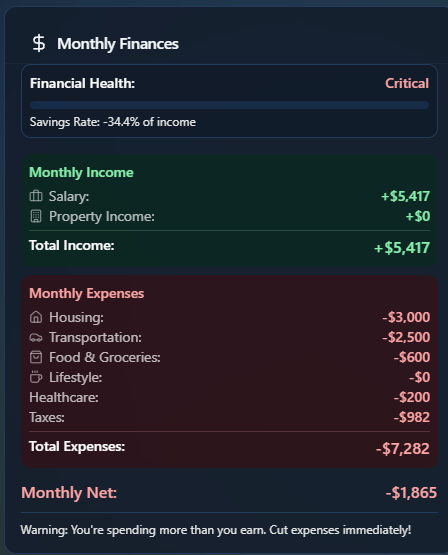 $ Monthly Finances
Financial Health: Critical
Savings Rate: -34.4% of income
Monthly Income
Salary: +$5,417
Property Income: +$0
Total Income: +$5,417
Monthly Expenses
Housing: -$3,000
Transportation: -$2,500
Food & Groceries: -$600
Lifestyle: -$0
Healthcare: -$200
Taxes: -$982
Total Expenses: -$7,282
Monthly Net: -$1,865
Warning: You're spending more than you earn. Cut expenses immediately!